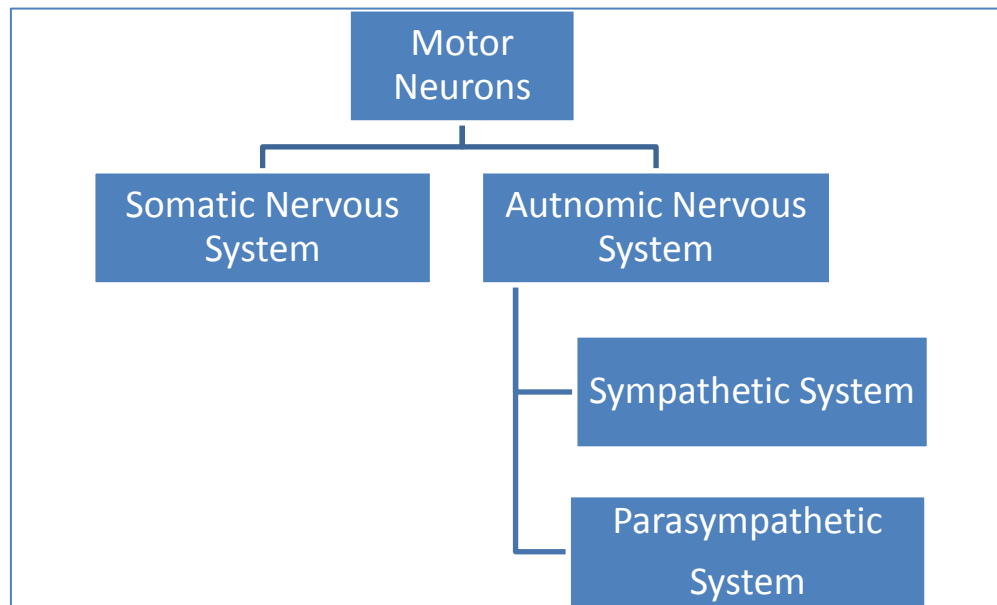 Motor
Neurons
Somatic Nervous
System
Autnomic Nervous
System
Sympathetic System
Parasympathetic
System